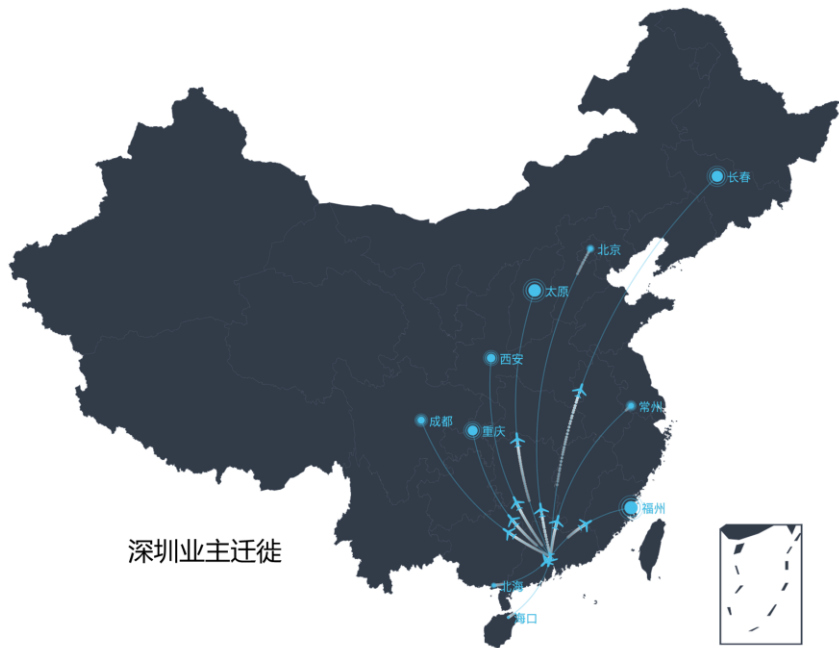 长春
北京
太原
西安
常州
成都
重庆
福州
深圳业主迁徙
北海
海口